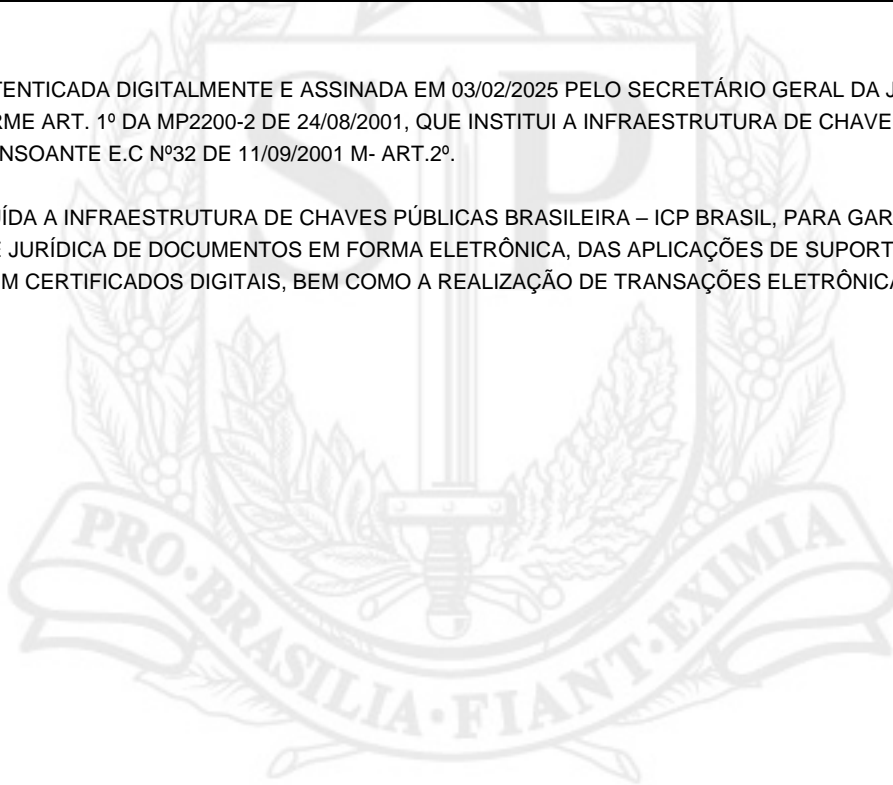 TENTICADA DIGITALMENTE E ASSINADA EM 03/02/2025 PELO SECRETÁRIO GERAL DA J
RME ART. 1º DA MP2200-2 DE 24/08/2001, QUE INSTITUI A INFRAESTRUTURA DE CHAVE
NSOANTE E.C Nº32 DE 11/09/2001 M- ART.2º.
ÍDA A INFRAESTRUTURA DE CHAVES PÚBLICAS BRASILEIRA – ICP BRASIL, PARA GAR
E JURÍDICA DE DOCUMENTOS EM FORMA ELETRÔNICA, DAS APLICAÇÕES DE SUPORT
M CERTIFICADOS DIGITAIS, BEM COMO A REALIZAÇÃO DE TRANSAÇÕES ELETRÔNICA
SP
PRO·BRASILIA·FIANT·EXIMIA